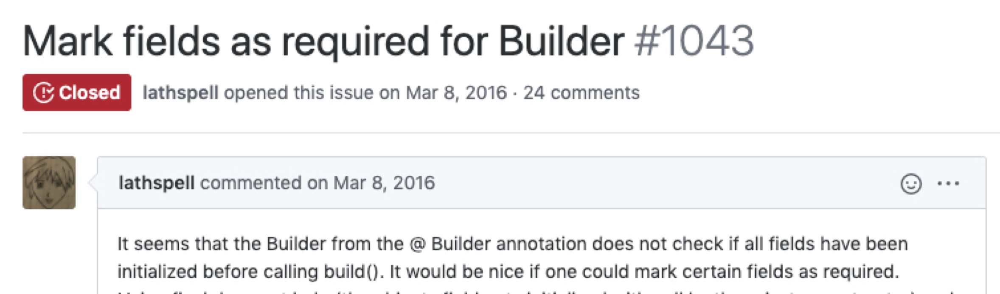 Mark fields as required for Builder #1043
Closed lathspell opened this issue on Mar 8, 2016 · 24 comments
lathspell commented on Mar 8, 2016
It seems that the Builder from the @ Builder annotation does not check if all fields have been
initialized before calling build(). It would be nice if one could mark certain fields as required.